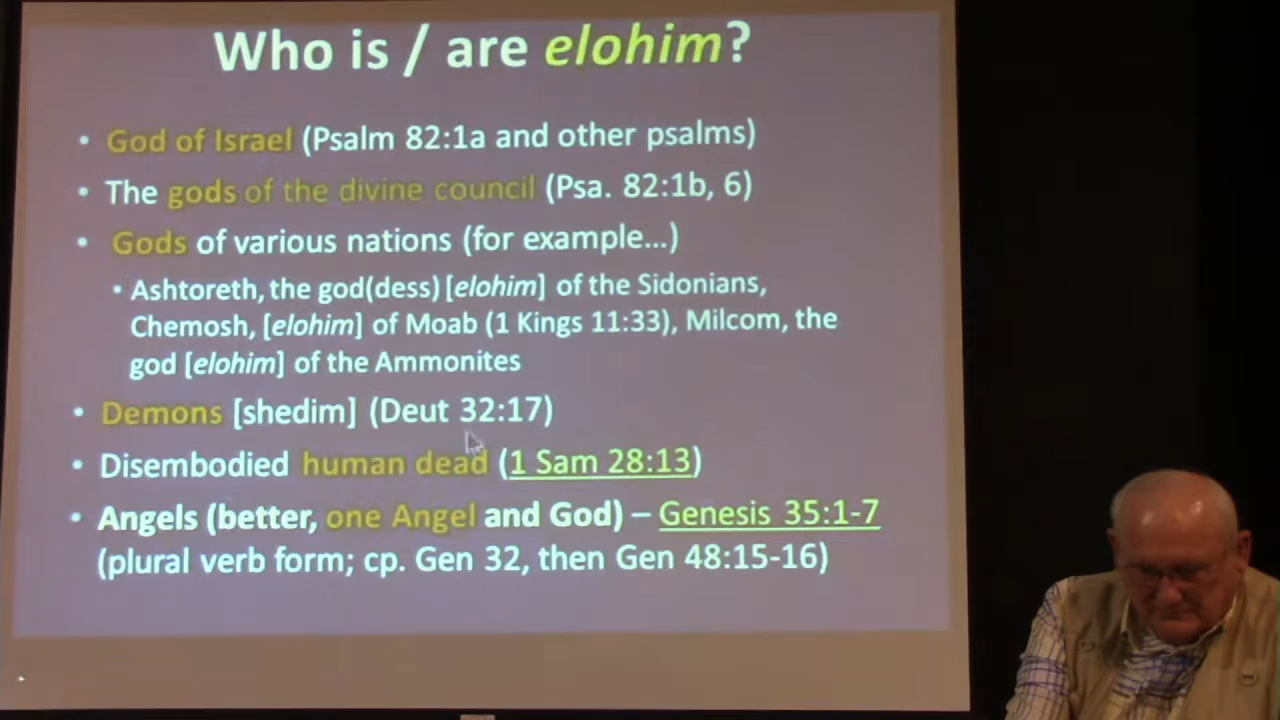 Who is / are elohim?
• God of Israel (Psalm 82:1a and other psalms)
• The gods of the divine council (Psa. 82:1b, 6)
• Gods of various nations (for example...)
• Ashtoreth, the god(dess) [elohim] of the Sidonians,
Chemosh, [elohim] of Moab (1 Kings 11:33), Milcom, the
god [elohim] of the Ammonites
• Demons [shedim] (Deut 32:17)
• Disembodied human dead (1 Sam 28:13)
• Angels (better, one Angel and God) – Genesis 35:1-7
(plural verb form; cp. Gen 32, then Gen 48:15-16)